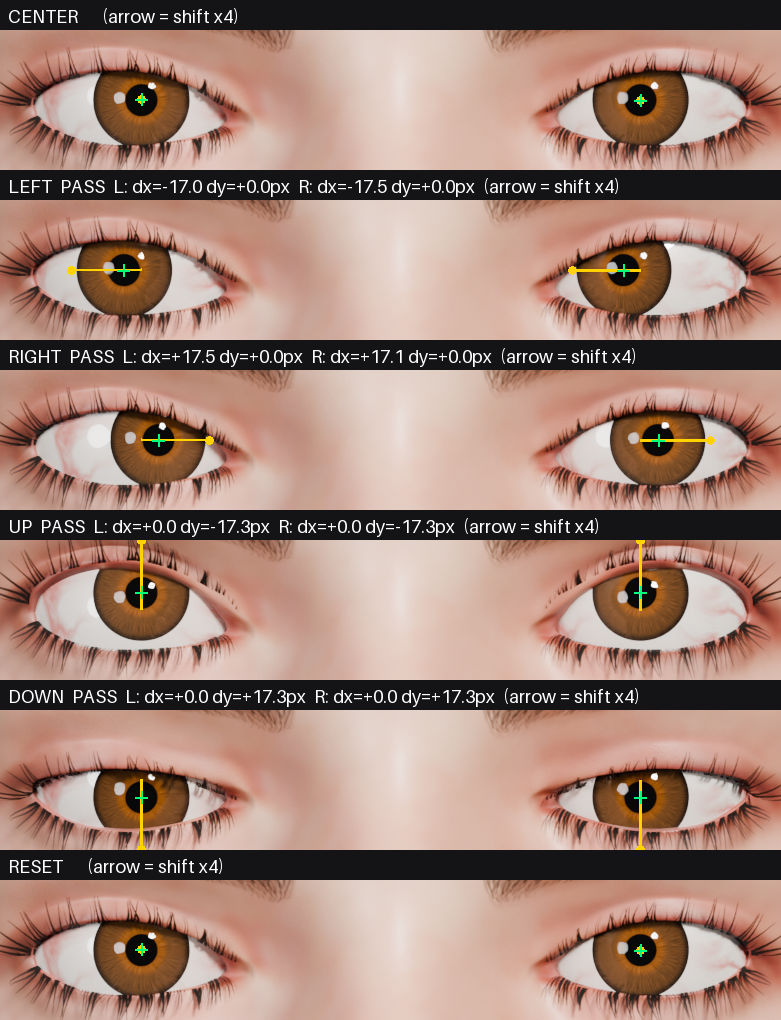 CENTER (arrow = shift x4)
LEFT PASS L: dx=-17.0 dy=+0.0px R: dx=-17.5 dy=+0.0px (arrow = shift x4)
RIGHT PASS L: dx=+17.5 dy=+0.0px R: dx=+17.1 dy=+0.0px (arrow = shift x4)
UP PASS L: dx=+0.0 dy=-17.3px R: dx=+0.0 dy=-17.3px (arrow = shift x4)
DOWN PASS L: dx=+0.0 dy=+17.3px R: dx=+0.0 dy=+17.3px (arrow = shift x4)
RESET (arrow = shift x4)